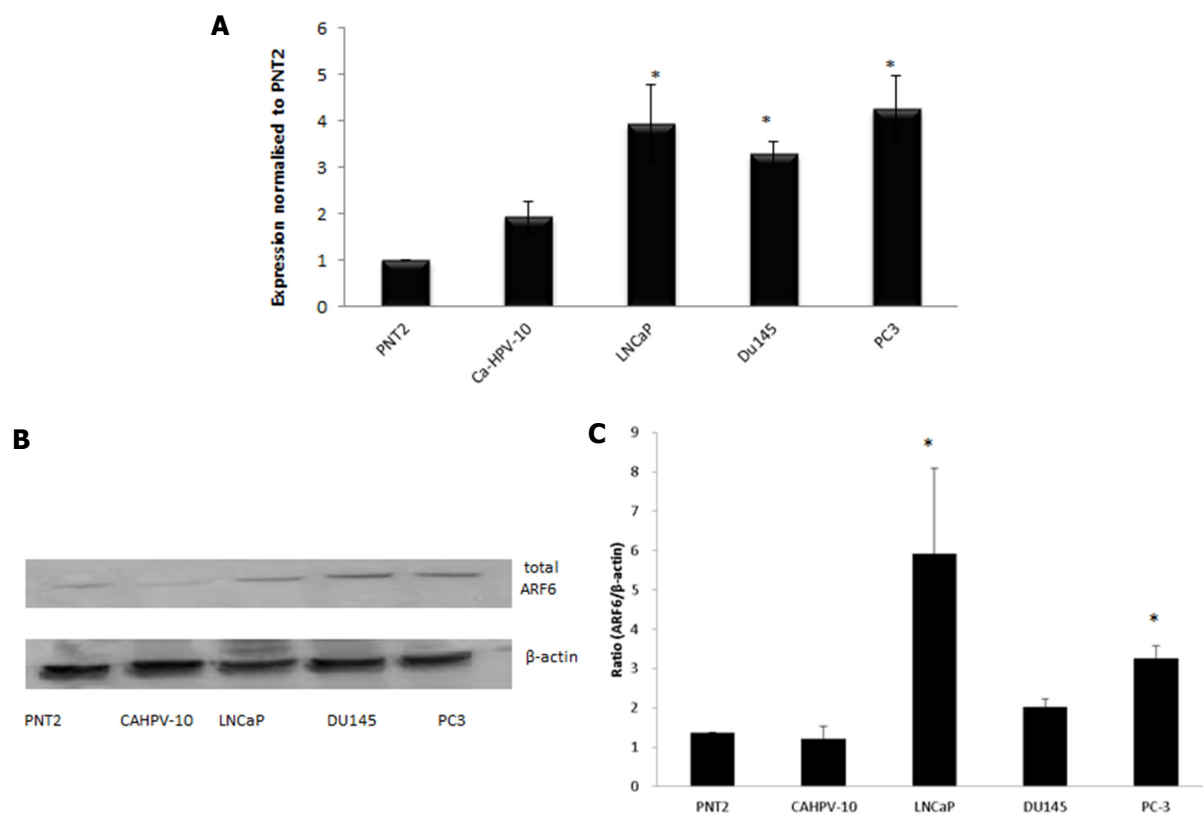 A
Expression normalised to PNT2
6
5
4
3
2
1
0
*
*
*
PNT2
Ca-HPV-10
LNCaP
Du145
PC3
B
total
ARF6
β-actin
PNT2 CAHPV-10 LNCaP DU145 PC3
C
Ratio (ARF6/β-actin)
9
8
7
6
5
4
3
2
1
0
*
*
PNT2 CAHPV-10 LNCaP DU145 PC-3